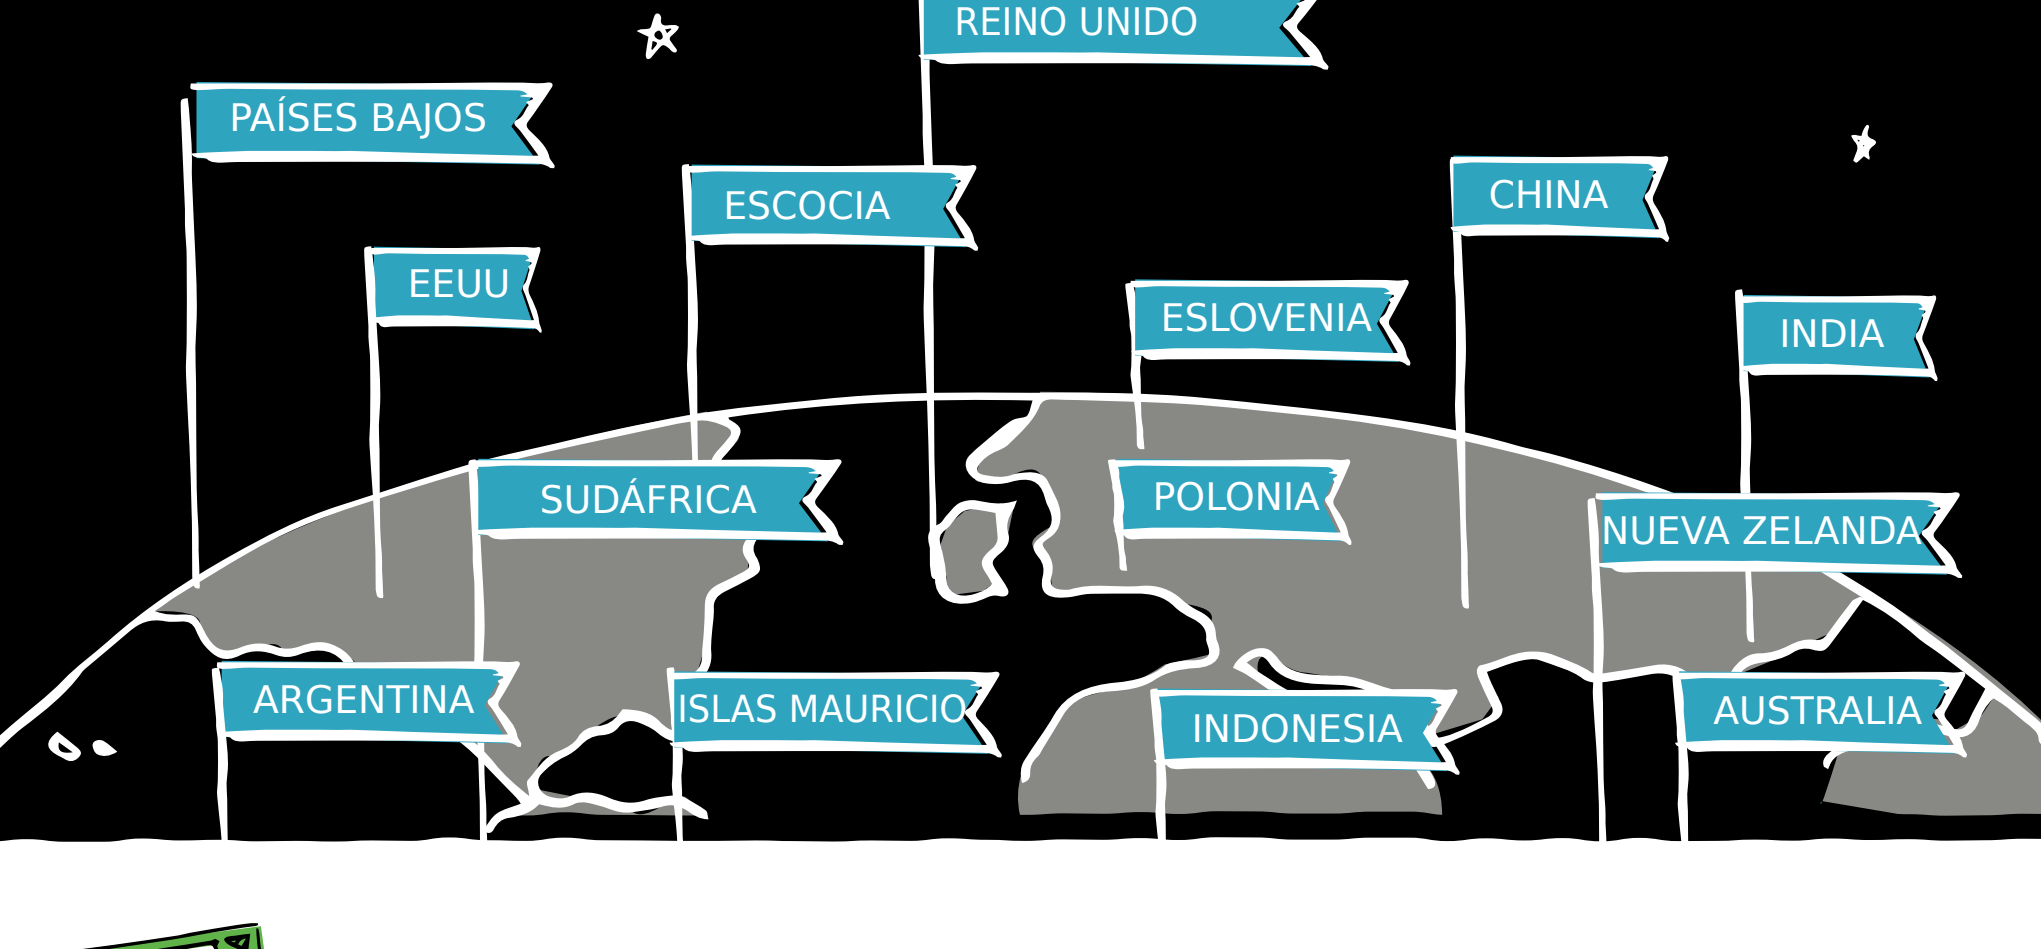 REINO UNIDO
PAÍSES BAJOS
ESCOCIA
CHINA
EEUU
ESLOVENIA
INDIA
SUDÁFRICA
POLONIA
NUEVA ZELANDA
ARGENTINA
ISLAS MAURICIO
INDONESIA
AUSTRALIA